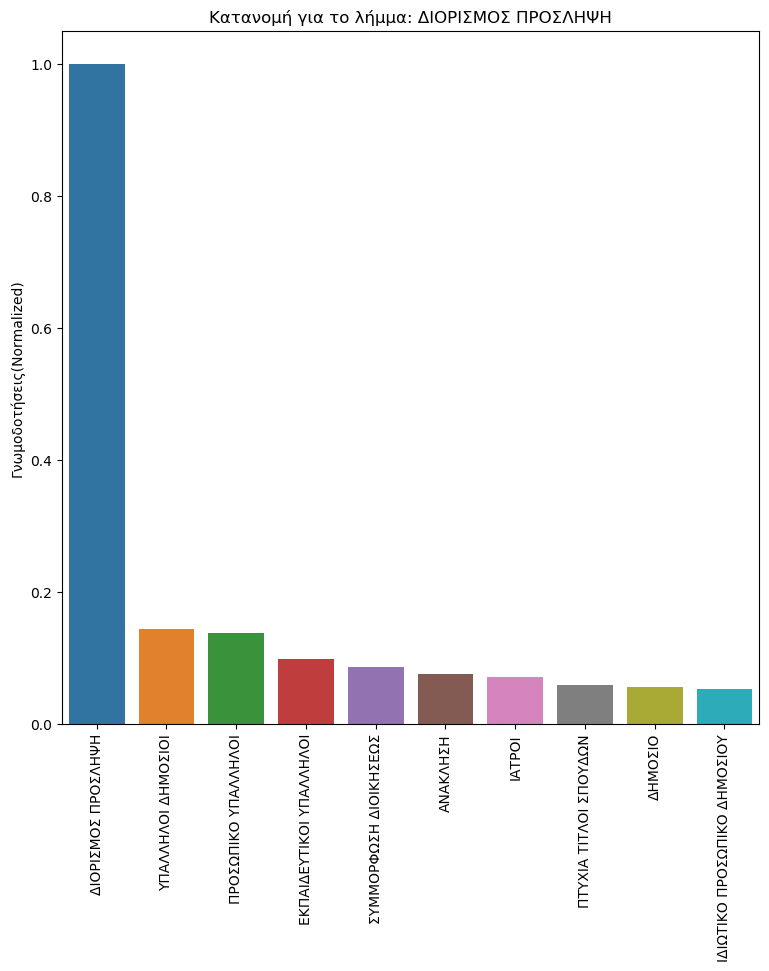 Κατανομή για το λήμμα: ΔΙΟΡΙΣΜΟΣ ΠΡΟΣΛΗΨΗ
Γνωμοδοτήσεις(Normalized)
1.0
0.8
0.6
0.4
0.2
0.0
ΔΙΟΡΙΣΜΟΣ ΠΡΟΣΛΗΨΗ
ΥΠΑΛΛΗΛΟΙ ΔΗΜΟΣΙΟΙ
ΠΡΟΣΩΠΙΚΟ ΥΠΑΛΛΗΛΟΙ
ΕΚΠΑΙΔΕΥΤΙΚΟΙ ΥΠΑΛΛΗΛΟΙ
ΣΥΜΜΟΡΦΩΣΗ ΔΙΟΙΚΗΣΕΩΣ
ΑΝΑΚΛΗΣΗ
ΙΑΤΡΟΙ
ΠΤΥΧΙΑ ΤΙΤΛΟΙ ΣΠΟΥΔΩΝ
ΔΗΜΟΣΙΟ
ΙΔΙΩΤΙΚΟ ΠΡΟΣΩΠΙΚΟ ΔΗΜΟΣΙΟΥ